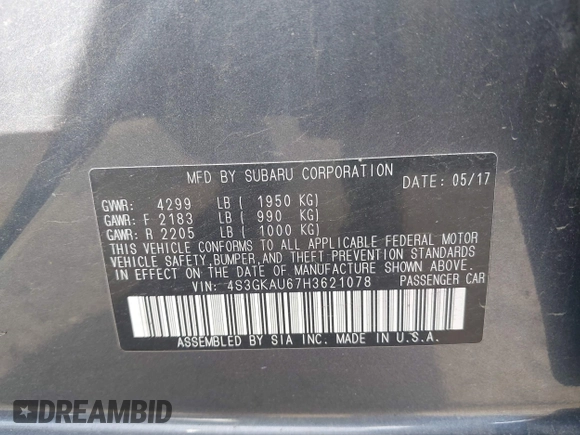 MFD BY SUBARU CORPORATION
DATE: 05/17
GVWR: 4299 LB ( 1950 KG)
GAWR: F 2183 LB ( 990 KG)
GAWR: R 2205 LB ( 1000 KG)
THIS VEHICLE CONFORMS TO ALL APPLICABLE FEDERAL MOTOR
VEHICLE SAFETY, BUMPER, AND THEFT PREVENTION STANDARDS
IN EFFECT ON THE DATE OF MANUFACTURE SHOWN ABOVE.
VIN: 4S3GKAU67H3621078 PASSENGER CAR
ASSEMBLED BY SIA INC. MADE IN U.S.A.
DREAMBID